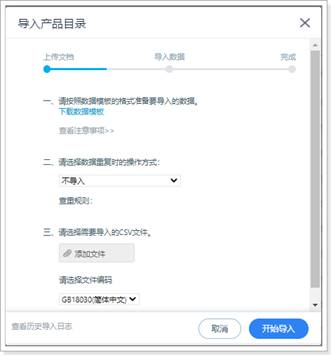 导入产品目录
上传文档 导入数据 完成
一、请按照数据模板的格式准备要导入的数据。
下载数据模板
查看注意事项>>
二、请选择数据重复时的操作方式：
不导入
查重规则：
三、请选择需要导入的CSV文件。
添加文件
请选择文件编码
GB18030(简体中文)
查看历史导入日志 取消 开始导入